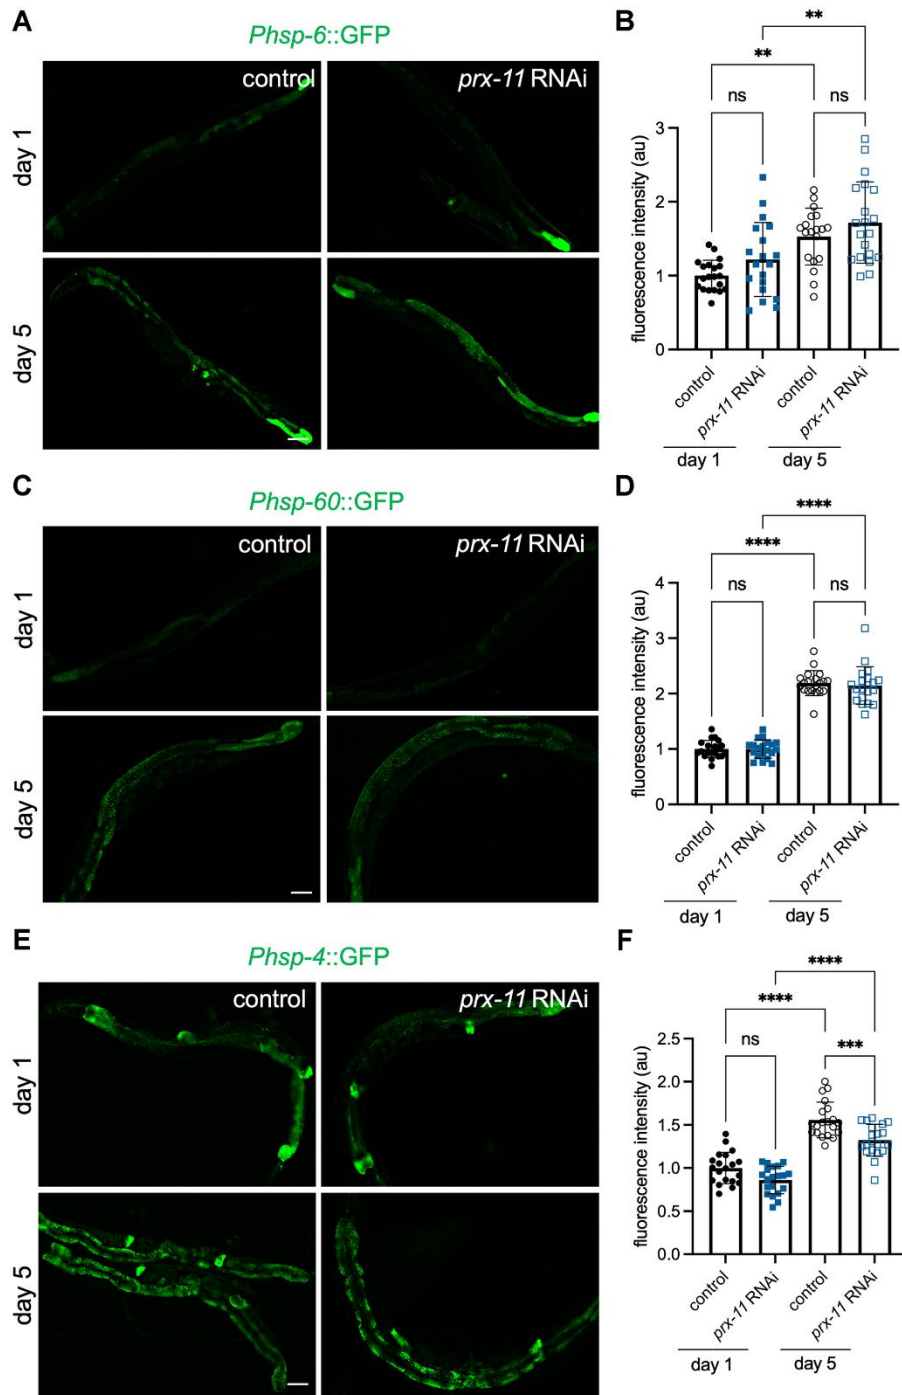 A
Phsp-6::GFP
control
prx-11 RNAi
day 1
day 5
B
**
**
ns
ns
fluorescence intensity (au)
3
2
1
0
control
prx-11 RNAi
control
prx-11 RNAi
day 1
day 5
C
Phsp-60::GFP
control
prx-11 RNAi
day 1
day 5
D
****
****
ns
ns
fluorescence intensity (au)
4
3
2
1
0
control
prx-11 RNAi
control
prx-11 RNAi
day 1
day 5
E
Phsp-4::GFP
control
prx-11 RNAi
day 1
day 5
F
****
****
ns
***
fluorescence intensity (au)
2.5
2.0
1.5
1.0
0.5
0.0
control
prx-11 RNAi
control
prx-11 RNAi
day 1
day 5